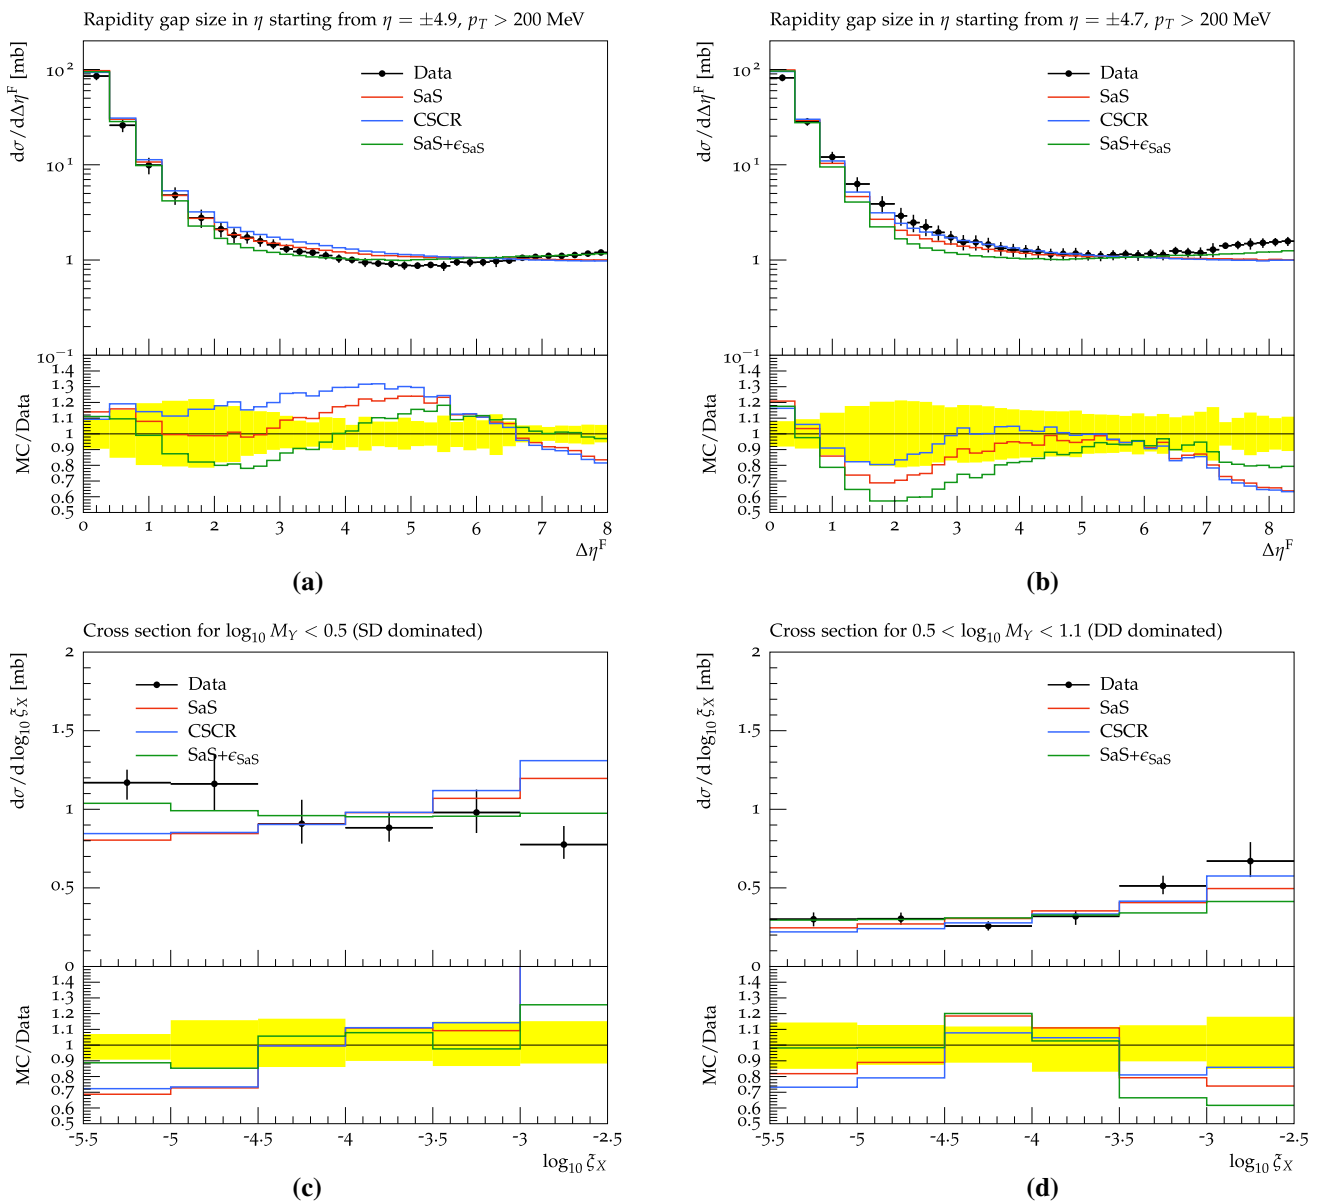 Rapidity gap size in η starting from η = ±4.9, p_T > 200 MeV
dσ/dΔη^F [mb]
10^2
10^1
1
10^−1
Data
SaS
CSCR
SaS+ϵ_SaS
MC/Data
1.4
1.3
1.2
1.1
1
0.9
0.8
0.7
0.6
0.5
0 1 2 3 4 5 6 7 8
Δη^F
(a)
Rapidity gap size in η starting from η = ±4.7, p_T > 200 MeV
dσ/dΔη^F [mb]
10^2
10^1
1
10^−1
Data
SaS
CSCR
SaS+ϵ_SaS
MC/Data
1.4
1.3
1.2
1.1
1
0.9
0.8
0.7
0.6
0.5
0 1 2 3 4 5 6 7 8
Δη^F
(b)
Cross section for log_10 M_Y < 0.5 (SD dominated)
dσ/d log_10 ξ_X [mb]
2
1.5
1
0.5
0
Data
SaS
CSCR
SaS+ϵ_SaS
MC/Data
1.4
1.3
1.2
1.1
1
0.9
0.8
0.7
0.6
0.5
-5.5 -5 -4.5 -4 -3.5 -3 -2.5
log_10 ξ_X
(c)
Cross section for 0.5 < log_10 M_Y < 1.1 (DD dominated)
dσ/d log_10 ξ_X [mb]
2
1.5
1
0.5
0
Data
SaS
CSCR
SaS+ϵ_SaS
MC/Data
1.4
1.3
1.2
1.1
1
0.9
0.8
0.7
0.6
0.5
-5.5 -5 -4.5 -4 -3.5 -3 -2.5
log_10 ξ_X
(d)